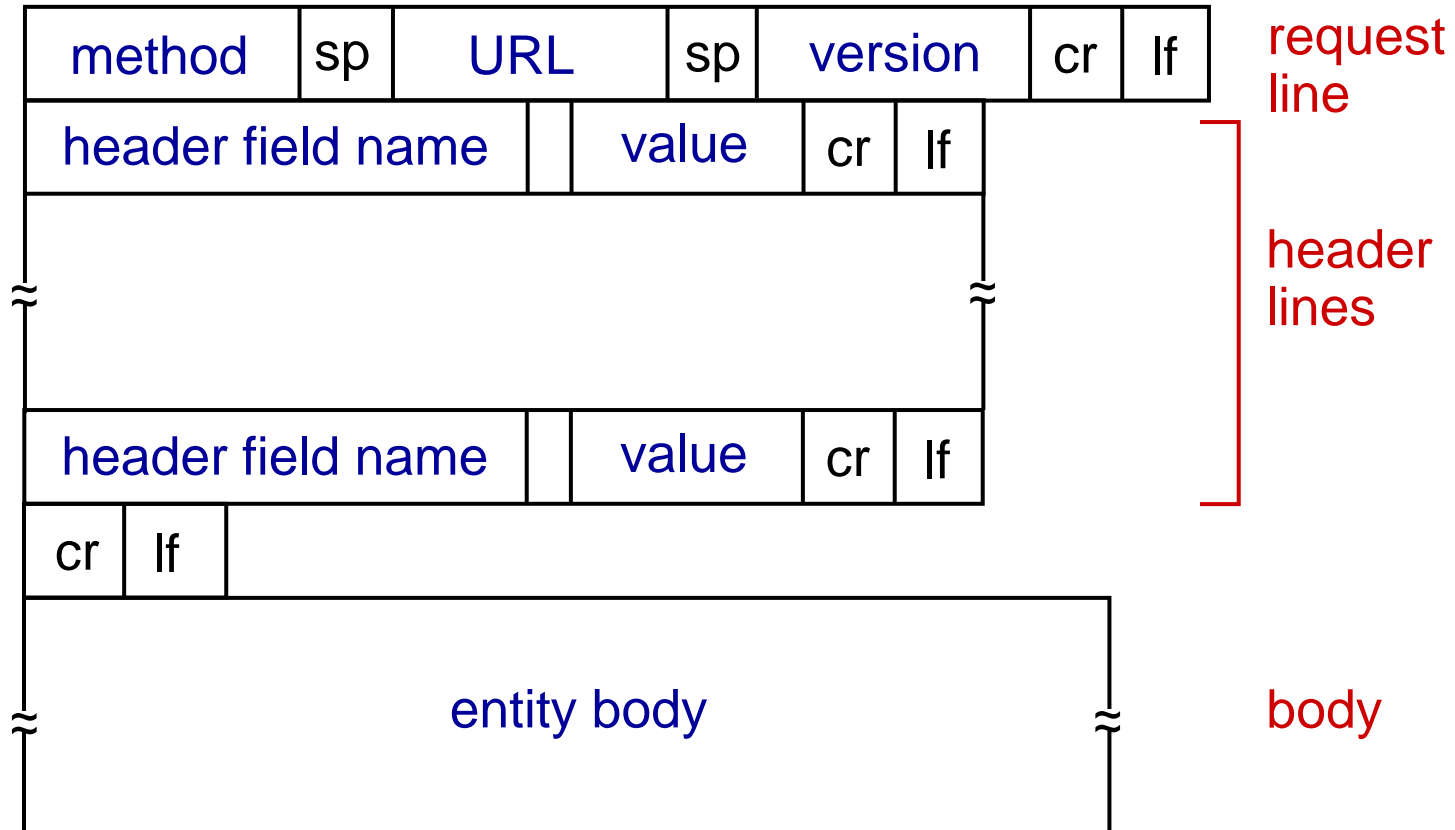 method sp URL sp version cr lf
request
line
header field name value cr lf
header
lines
≈ ≈
header field name value cr lf
cr lf
≈ entity body ≈
body